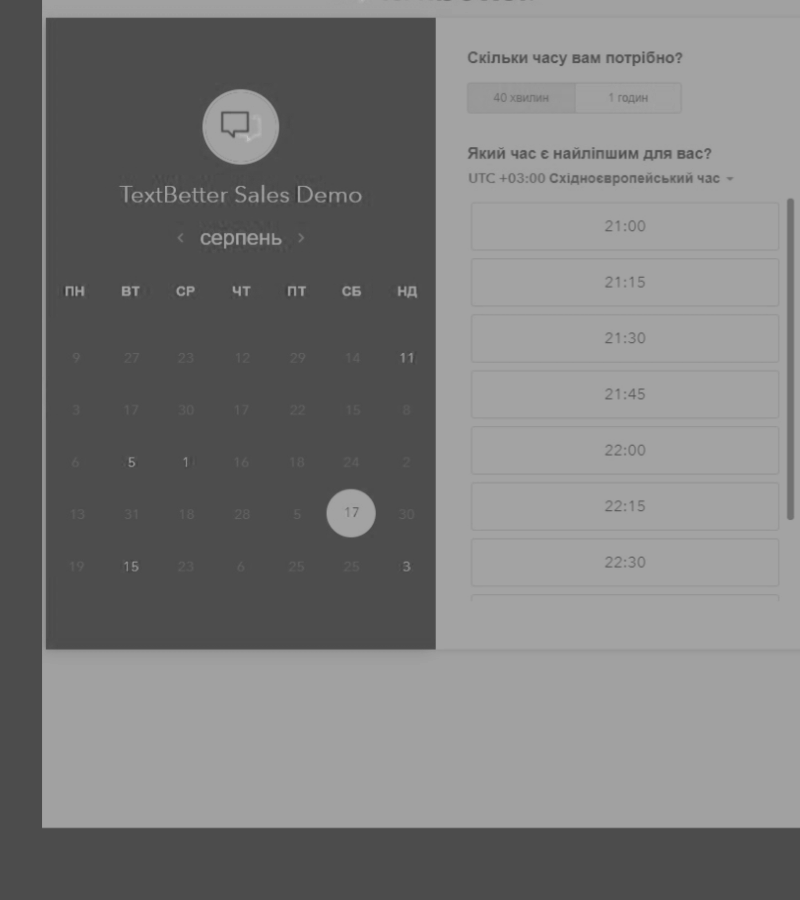 TextBetter Sales Demo
‹ серпень ›
ПН ВТ СР ЧТ ПТ СБ НД
9 27 23 12 29 14 11
3 17 30 17 22 15 8
6 5 1 16 18 24 2
13 31 18 28 5 17 30
19 15 23 6 25 25 3
Скільки часу вам потрібно?
40 хвилин 1 годин
Який час є найліпшим для вас?
UTC +03:00 Східноєвропейський час
21:00
21:15
21:30
21:45
22:00
22:15
22:30